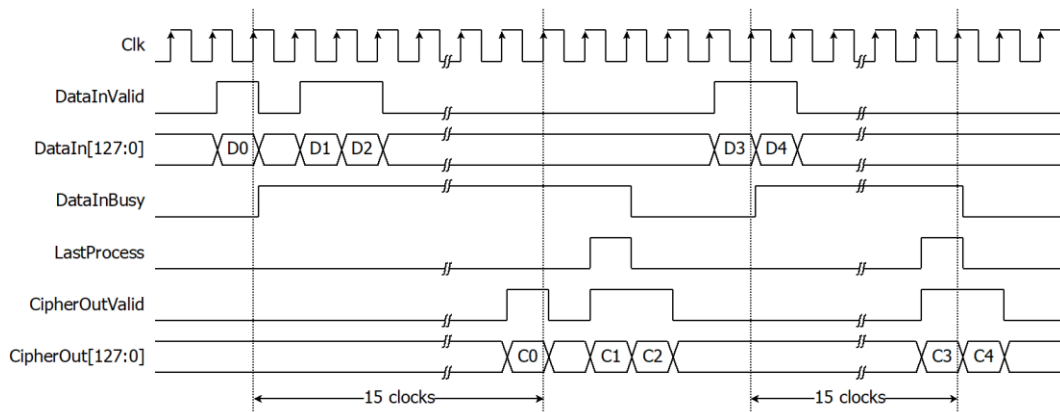 Clk
DataInValid
DataIn[127:0] D0 D1 D2 D3 D4
DataInBusy
LastProcess
CipherOutValid
CipherOut[127:0] C0 C1 C2 C3 C4
15 clocks 15 clocks